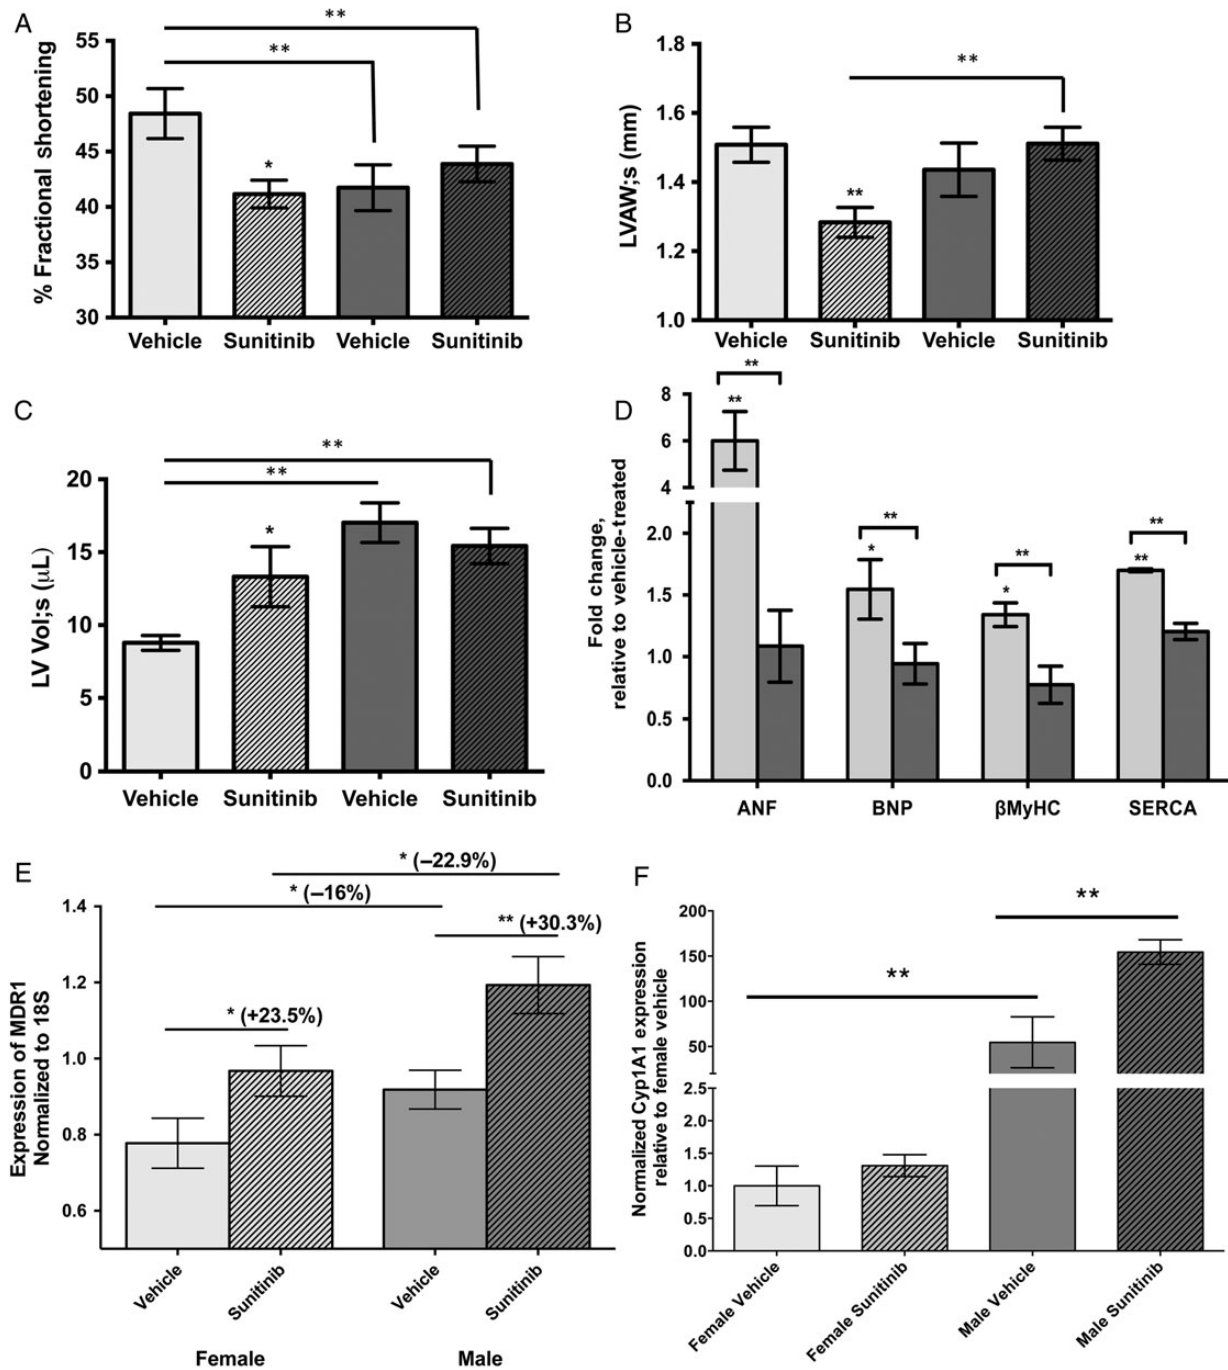 A
% Fractional shortening
55
50
45
40
35
30
**
**
*
Vehicle Sunitinib Vehicle Sunitinib
B
LVAW;s (mm)
1.8
1.6
1.4
1.2
1.0
**
**
Vehicle Sunitinib Vehicle Sunitinib
C
LV Vol;s (μL)
20
15
10
5
0
**
**
*
Vehicle Sunitinib Vehicle Sunitinib
D
Fold change,
relative to vehicle-treated
8
6
4
2.0
1.5
1.0
0.5
0.0
**
**
**
*
**
*
**
**
ANF BNP βMyHC SERCA
E
Expression of MDR1
Normalized to 18S
1.4
1.2
1.0
0.8
0.6
* (–22.9%)
* (–16%)
** (+30.3%)
* (+23.5%)
Vehicle
Sunitinib
Vehicle
Sunitinib
Female Male
F
Normalized Cyp1A1 expression
relative to female vehicle
200
150
100
50
2.5
2.0
1.5
1.0
0.5
0.0
**
**
Female Vehicle
Female Sunitinib
Male Vehicle
Male Sunitinib